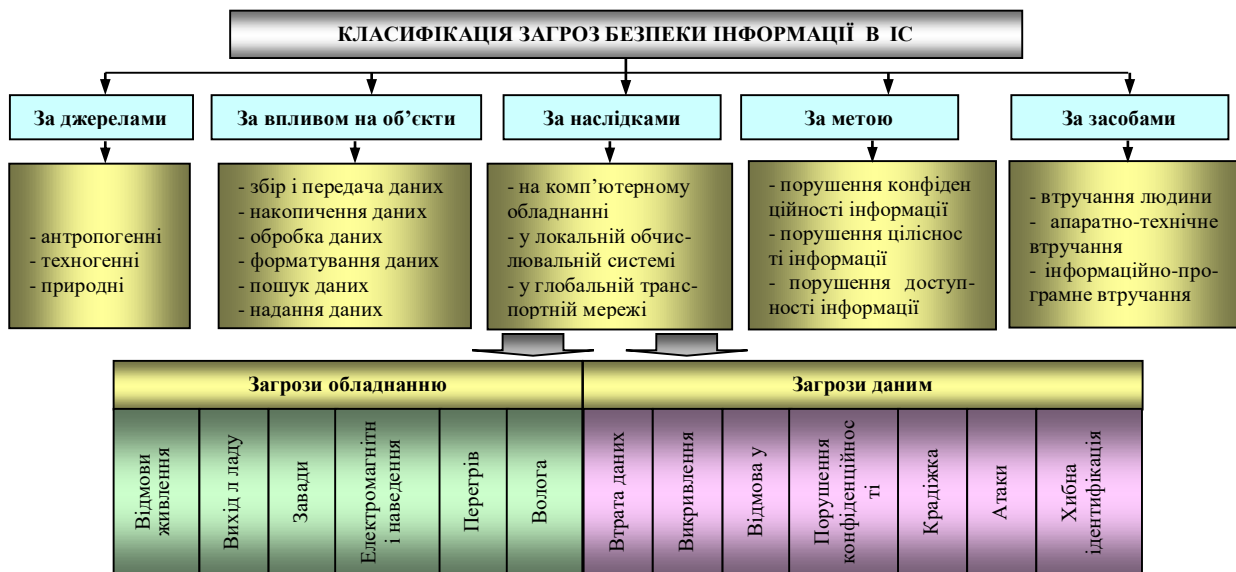 КЛАСИФІКАЦІЯ ЗАГРОЗ БЕЗПЕКИ ІНФОРМАЦІЇ В ІС
За джерелами
За впливом на об’єкти
За наслідками
За метою
За засобами
- антропогенні
- техногенні
- природні
- збір і передача даних
- накопичення даних
- обробка даних
- форматування даних
- пошук даних
- надання даних
- на комп’ютерному
обладнанні
- у локальній обчис-
лювальній системі
- у глобальній транс-
портній мережі
- порушення конфіден
ційності інформації
- порушення ціліснос
ті інформації
- порушення доступ-
ності інформації
- втручання людини
- апаратно-технічне
втручання
- інформаційно-про-
грамне втручання
Загрози обладнанню
Загрози даним
Відмови
живлення
Вихід л ладу
Завади
Електромагнітн
і наведення
Перегрів
Волога
Втрата даних
Викривлення
Відмова у
Порушення
конфіденційнос
ті
Крадіжка
Атаки
Хибна
ідентифікація